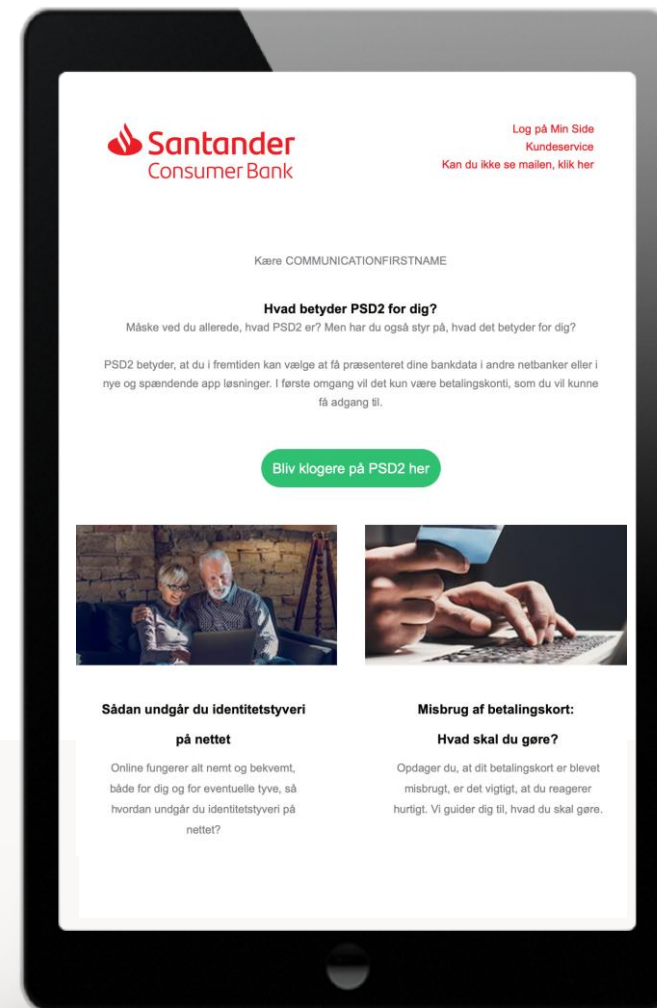 Santander
Consumer Bank
Log på Min Side
Kundeservice
Kan du ikke se mailen, klik her
Kære COMMUNICATIONFIRSTNAME
Hvad betyder PSD2 for dig?
Måske ved du allerede, hvad PSD2 er? Men har du også styr på, hvad det betyder for dig?
PSD2 betyder, at du i fremtiden kan vælge at få præsenteret dine bankdata i andre netbanker eller i
nye og spændende app løsninger. I første omgang vil det kun være betalingskonti, som du vil kunne
få adgang til.
Bliv klogere på PSD2 her
Sådan undgår du identitetstyveri
på nettet
Online fungerer alt nemt og bekvemt,
både for dig og for eventuelle tyve, så
hvordan undgår du identitetstyveri på
nettet?
Misbrug af betalingskort:
Hvad skal du gøre?
Opdager du, at dit betalingskort er blevet
misbrugt, er det vigtigt, at du reagerer
hurtigt. Vi guider dig til, hvad du skal gøre.